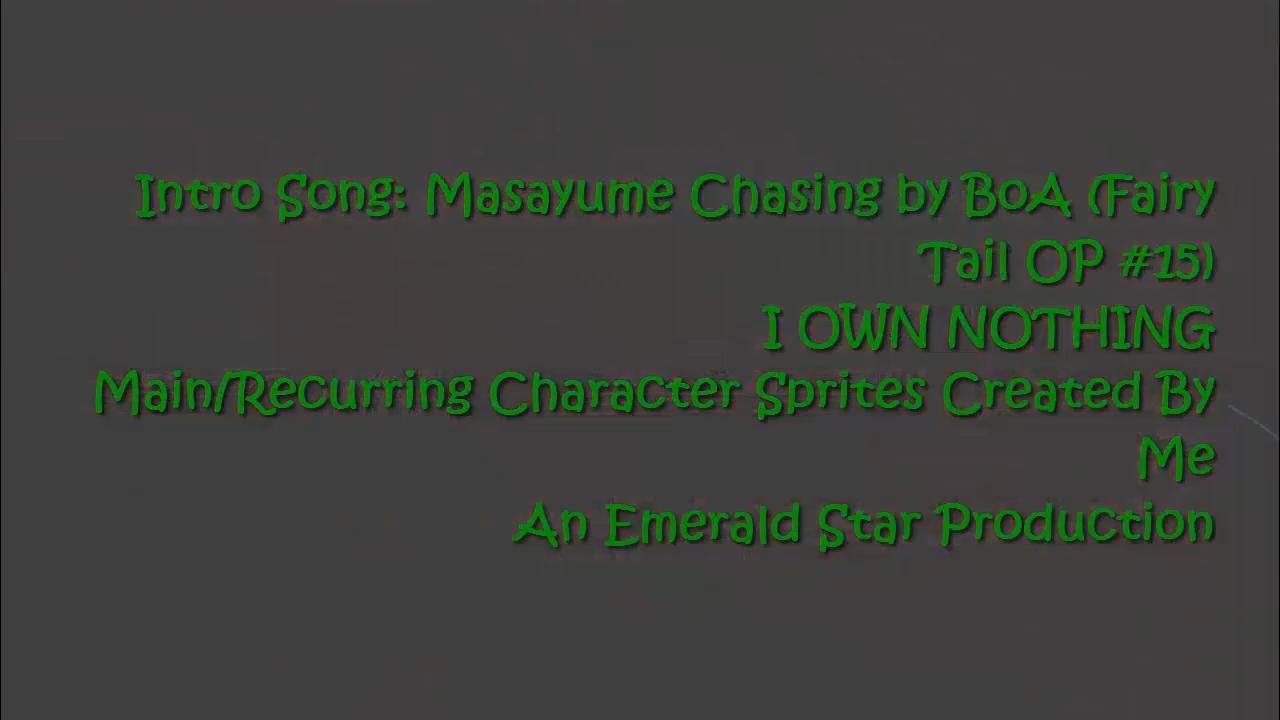 Intro Song: Masayume Chasing by BoA (Fairy
Tail OP #15)
I OWN NOTHING
Main/Recurring Character Sprites Created By
Me
An Emerald Star Production